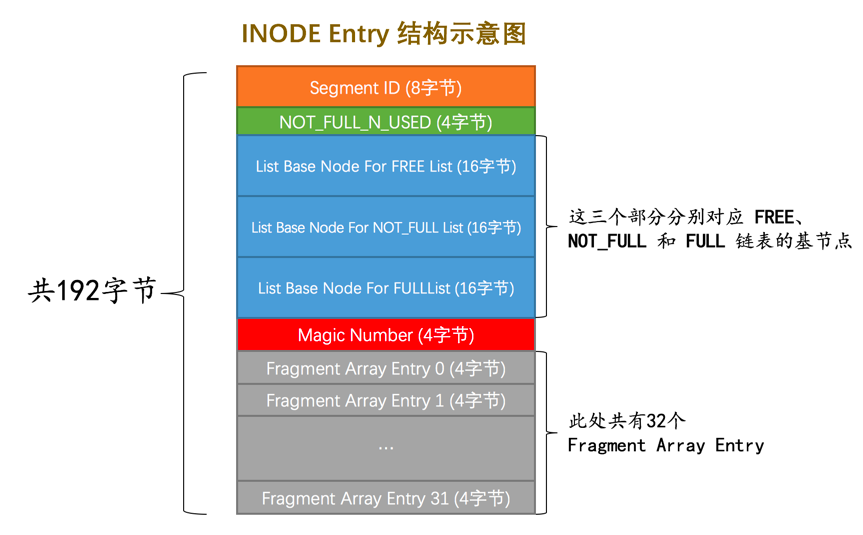 INODE Entry 结构示意图
Segment ID (8字节)
NOT_FULL_N_USED (4字节)
List Base Node For FREE List (16字节)
List Base Node For NOT_FULL List (16字节)
List Base Node For FULLList (16字节)
这三个部分分别对应 FREE、
NOT_FULL 和 FULL 链表的基节点
共192字节
Magic Number (4字节)
Fragment Array Entry 0 (4字节)
Fragment Array Entry 1 (4字节)
...
Fragment Array Entry 31 (4字节)
此处共有32个
Fragment Array Entry